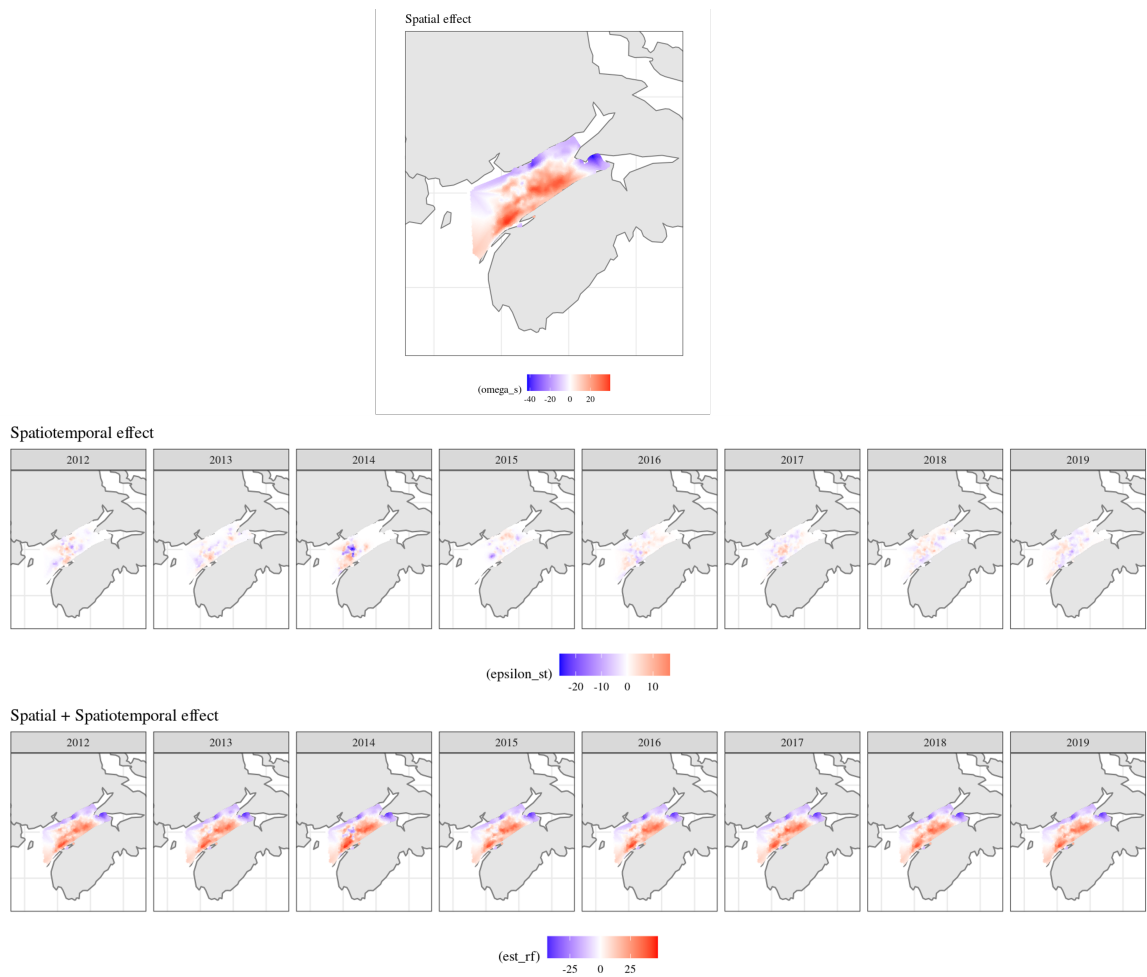 Spatial effect
(omega_s)
-40 -20 0 20
Spatiotemporal effect
2012 2013 2014 2015 2016 2017 2018 2019
(epsilon_st)
-20 -10 0 10
Spatial + Spatiotemporal effect
2012 2013 2014 2015 2016 2017 2018 2019
(est_rf)
-25 0 25